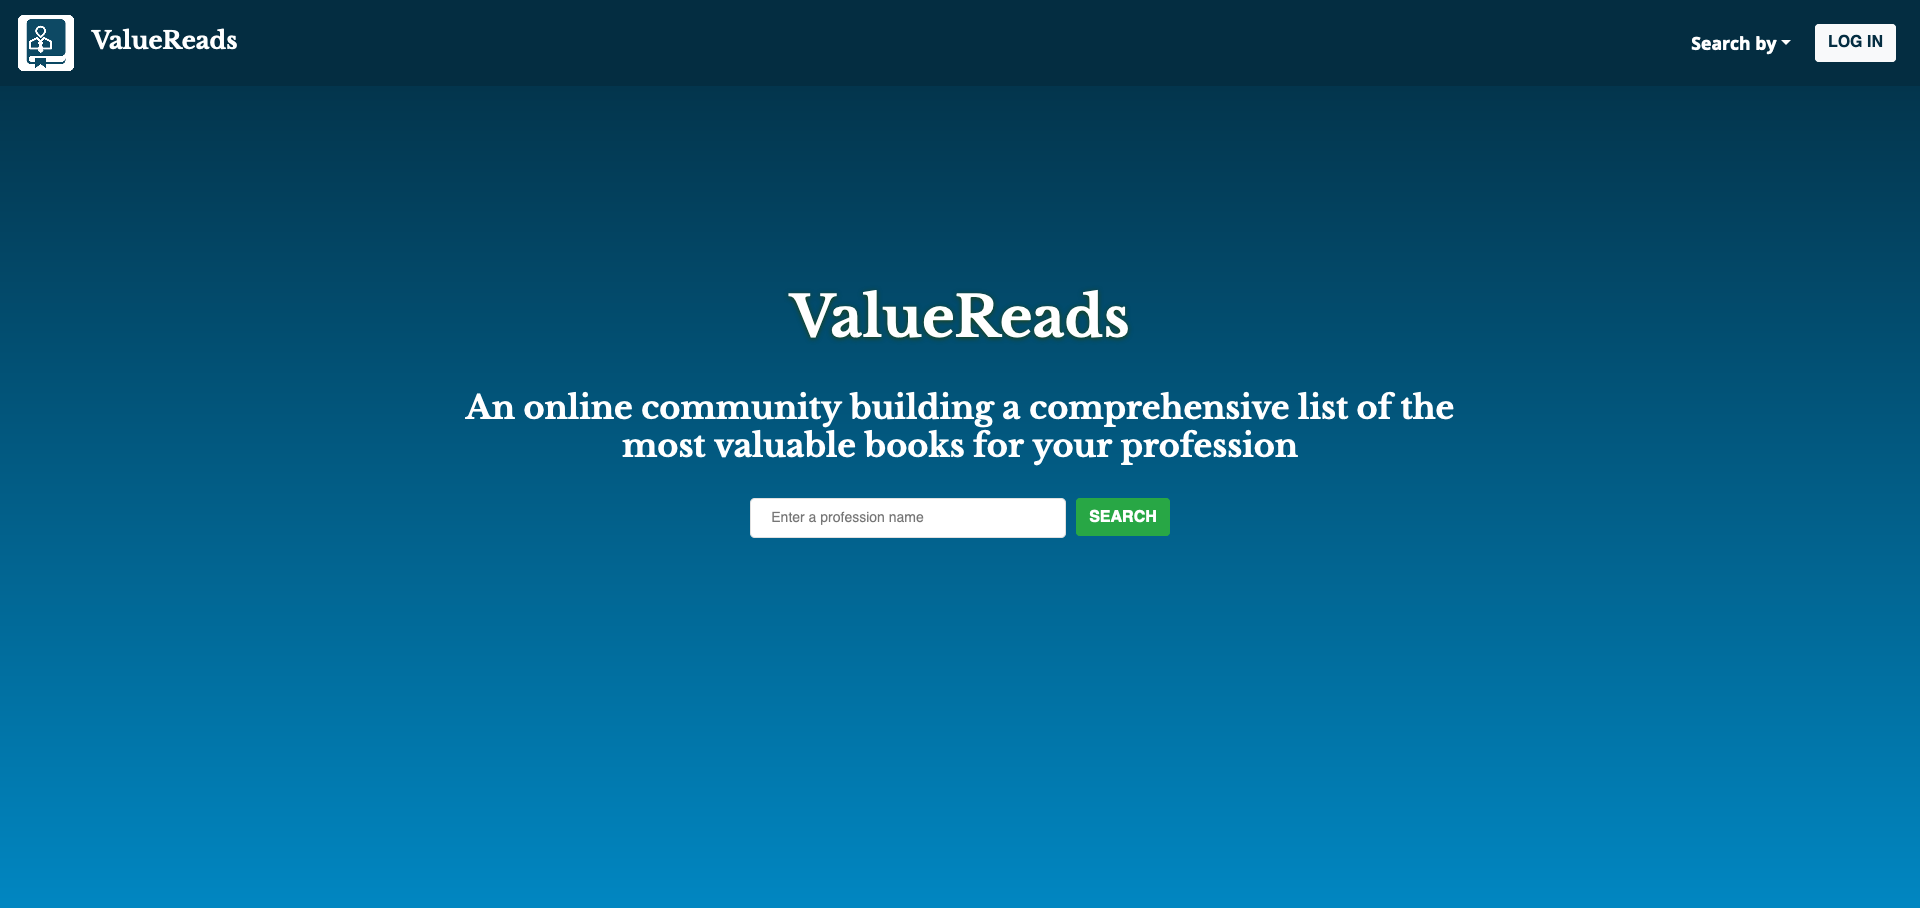 ValueReads
Search by
LOG IN
ValueReads
An online community building a comprehensive list of the
most valuable books for your profession
Enter a profession name
SEARCH